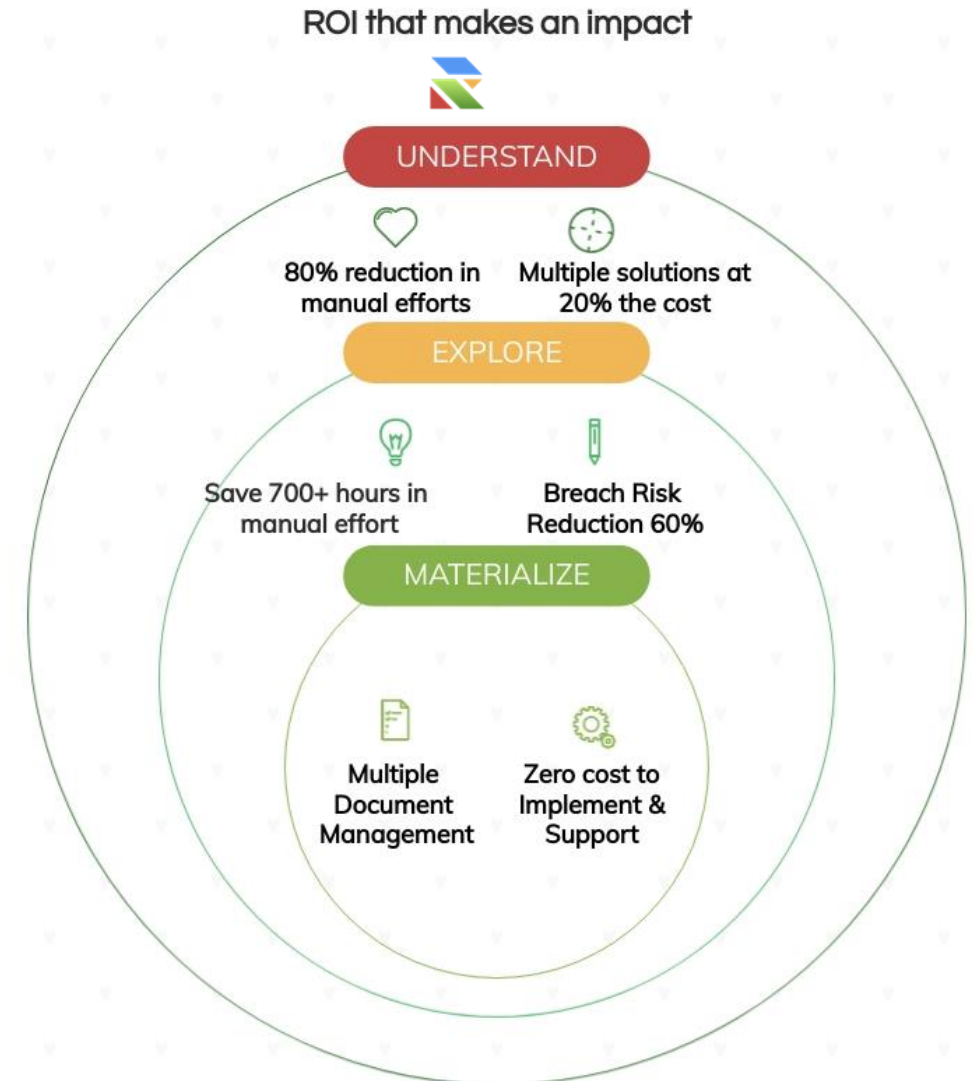 ROI that makes an impact
UNDERSTAND
80% reduction in
manual efforts
Multiple solutions at
20% the cost
EXPLORE
Save 700+ hours in
manual effort
Breach Risk
Reduction 60%
MATERIALIZE
Multiple
Document
Management
Zero cost to
Implement &
Support